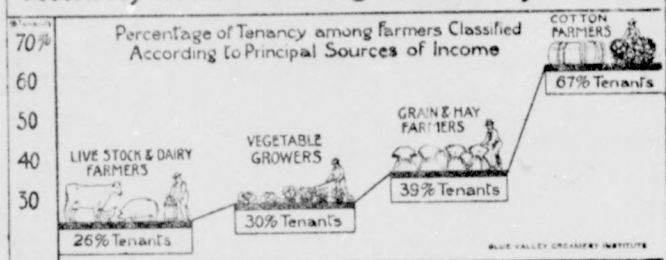 % Tenants
Percentage of Tenancy among Farmers Classified
According to Principal Sources of Income
70%
60
50
40
30
COTTON
FARMERS
67% Tenants
GRAIN & HAY
FARMERS
39% Tenants
VEGETABLE
GROWERS
30% Tenants
LIVE STOCK & DAIRY
FARMERS
26% Tenants
BLUE VALLEY CREAMERY INSTITUTE